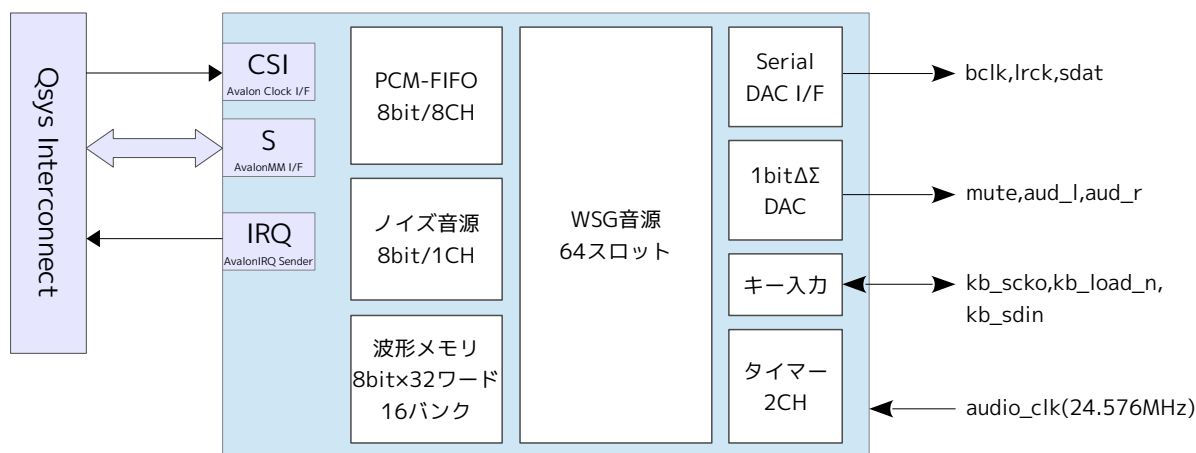 Qsys Interconnect
CSI
Avalon Clock I/F
S
AvalonMM I/F
IRQ
AvalonIRQ Sender
PCM-FIFO
8bit/8CH
ノイズ音源
8bit/1CH
波形メモリ
8bit×32ワード
16バンク
WSG音源
64スロット
Serial
DAC I/F
1bitΔΣ
DAC
キー入力
タイマー
2CH
bclk,lrck,sdat
mute,aud_l,aud_r
kb_scko,kb_load_n,
kb_sdin
audio_clk(24.576MHz)